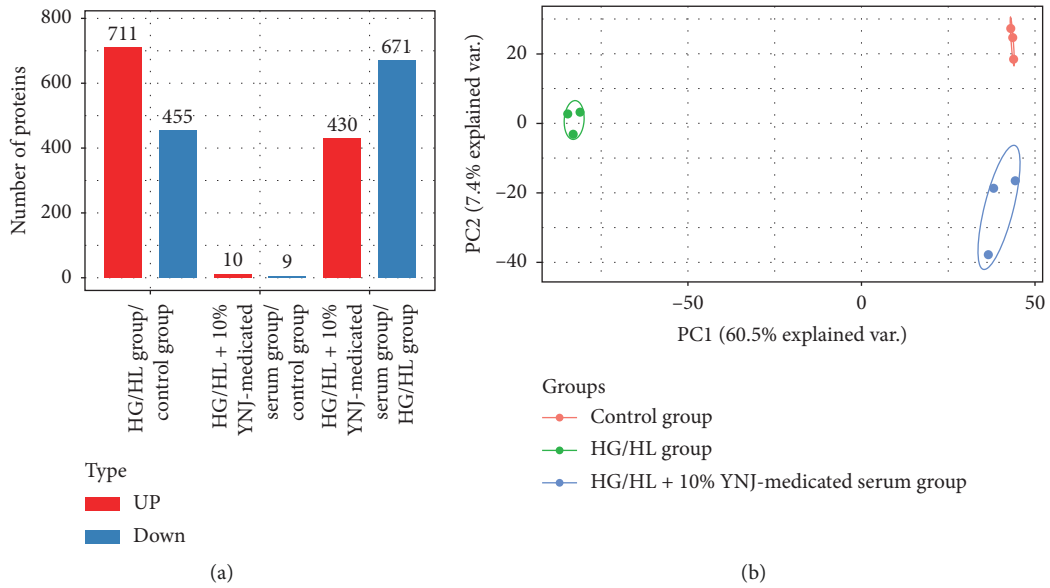 800
600
400
200
0
Number of proteins
711
455
10
9
430
671
HG/HL group/
control group
HG/HL + 10%
YNJ-medicated
serum group/
control group
HG/HL + 10%
YNJ-medicated
serum group/
HG/HL group
Type
UP
Down
(a)
20
0
−20
−40
PC2 (7.4% explained var.)
−50
0
50
PC1 (60.5% explained var.)
Groups
Control group
HG/HL group
HG/HL + 10% YNJ-medicated serum group
(b)